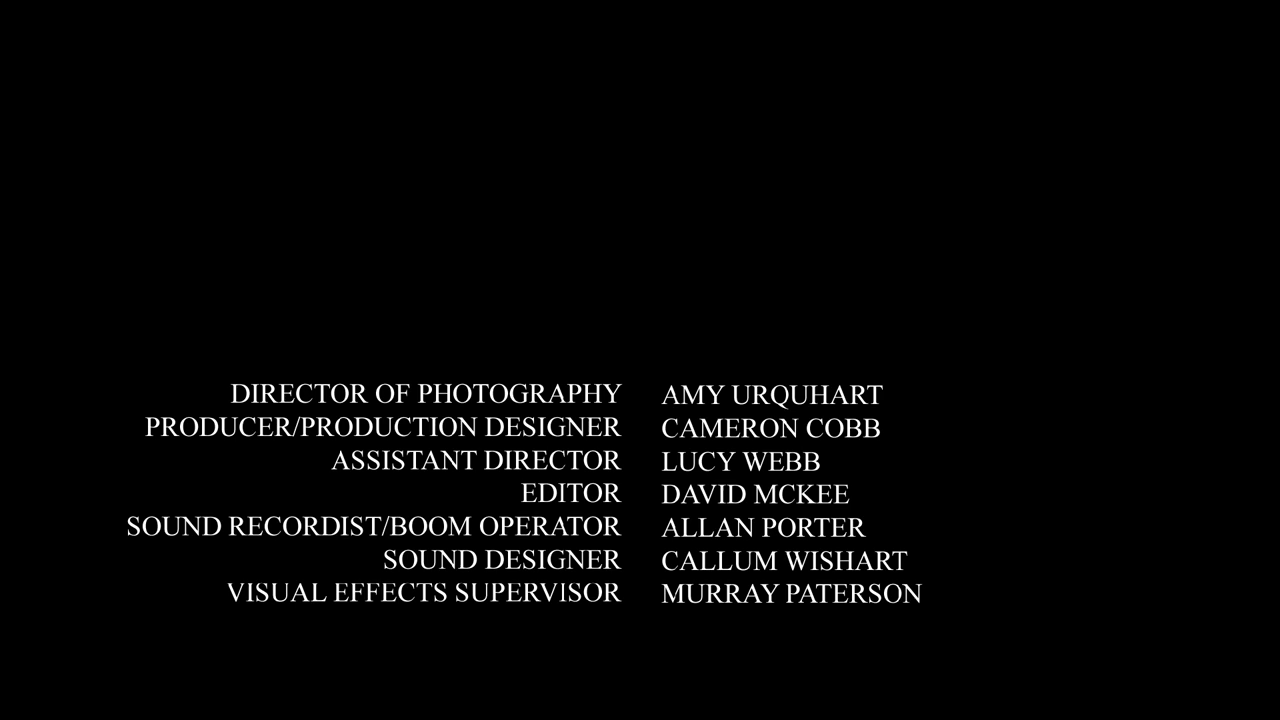 DIRECTOR OF PHOTOGRAPHY AMY URQUHART
PRODUCER/PRODUCTION DESIGNER CAMERON COBB
ASSISTANT DIRECTOR LUCY WEBB
EDITOR DAVID MCKEE
SOUND RECORDIST/BOOM OPERATOR ALLAN PORTER
SOUND DESIGNER CALLUM WISHART
VISUAL EFFECTS SUPERVISOR MURRAY PATERSON